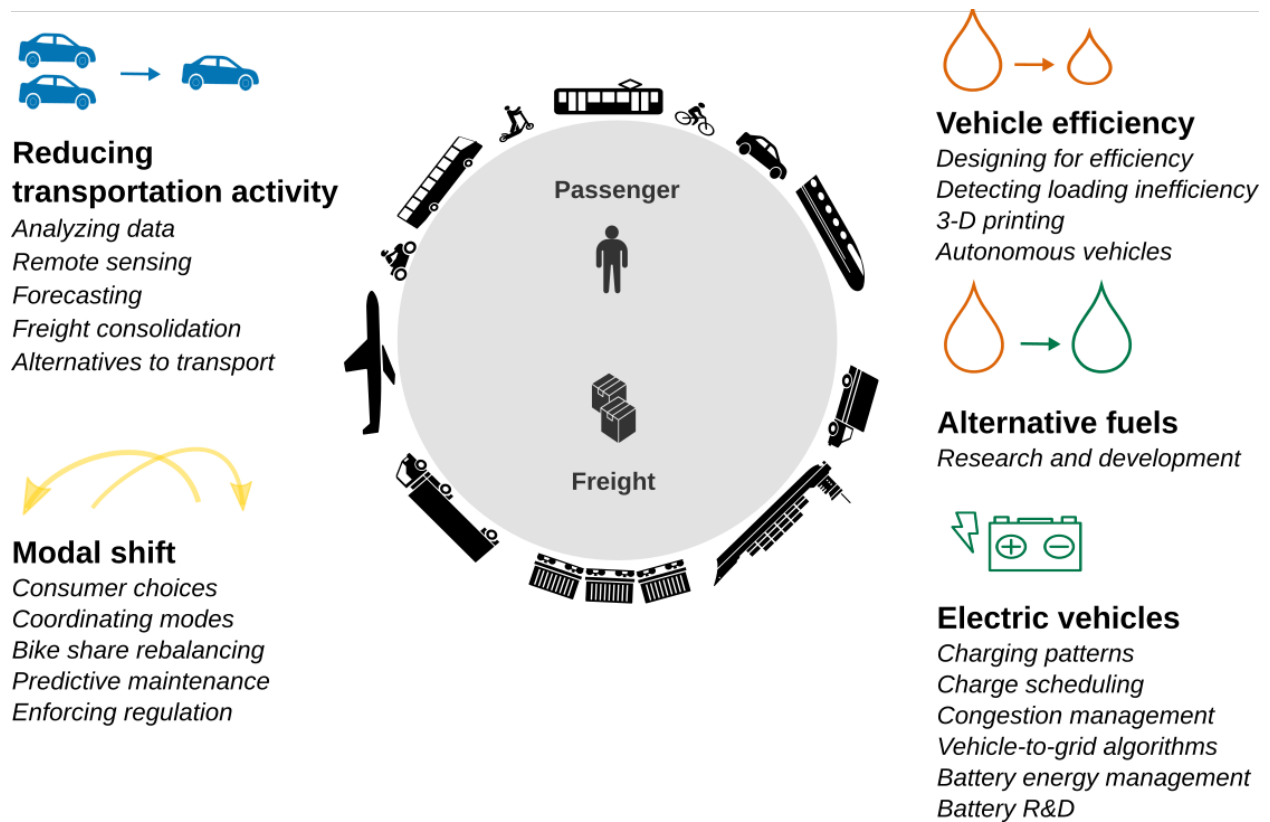 Reducing
transportation activity
Analyzing data
Remote sensing
Forecasting
Freight consolidation
Alternatives to transport
Modal shift
Consumer choices
Coordinating modes
Bike share rebalancing
Predictive maintenance
Enforcing regulation
Passenger
Freight
Vehicle efficiency
Designing for efficiency
Detecting loading inefficiency
3-D printing
Autonomous vehicles
Alternative fuels
Research and development
Electric vehicles
Charging patterns
Charge scheduling
Congestion management
Vehicle-to-grid algorithms
Battery energy management
Battery R&D